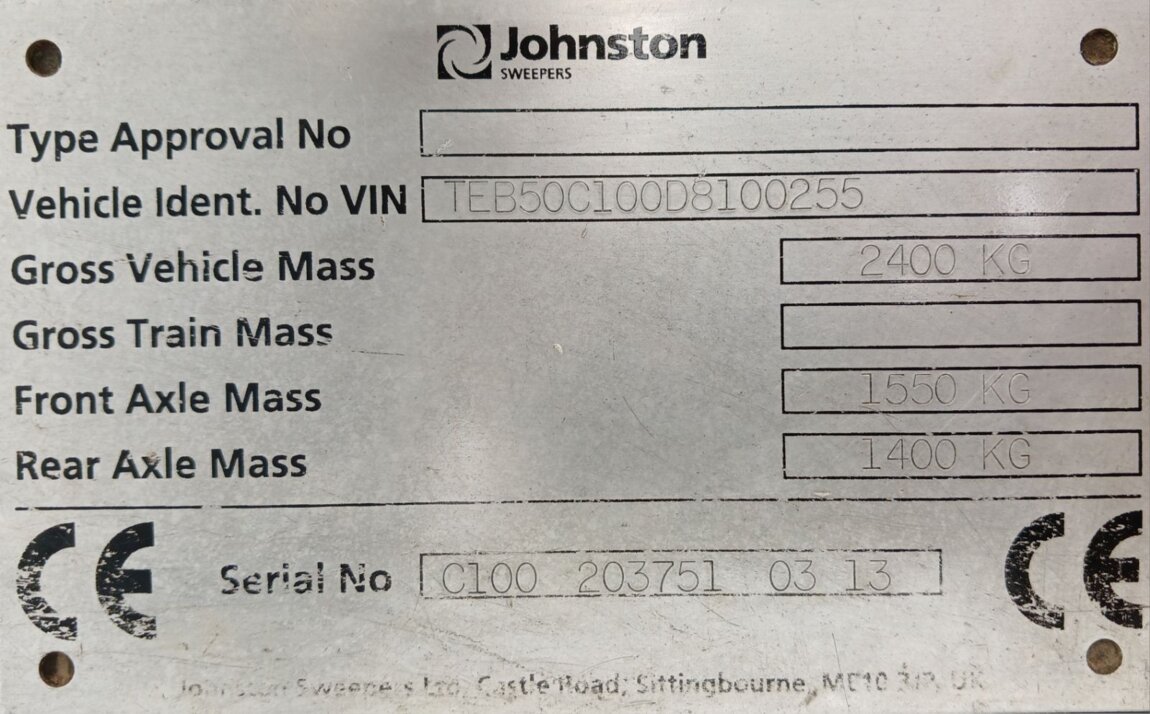 Johnston
SWEEPERS
Type Approval No
Vehicle Ident. No VIN TEB50C100D8100255
Gross Vehicle Mass 2400 KG
Gross Train Mass
Front Axle Mass 1550 KG
Rear Axle Mass 1400 KG
CE Serial No C100 203751 03 13 CE
Johnston Sweepers Ltd, Castle Road, Sittingbourne, ME10 UK